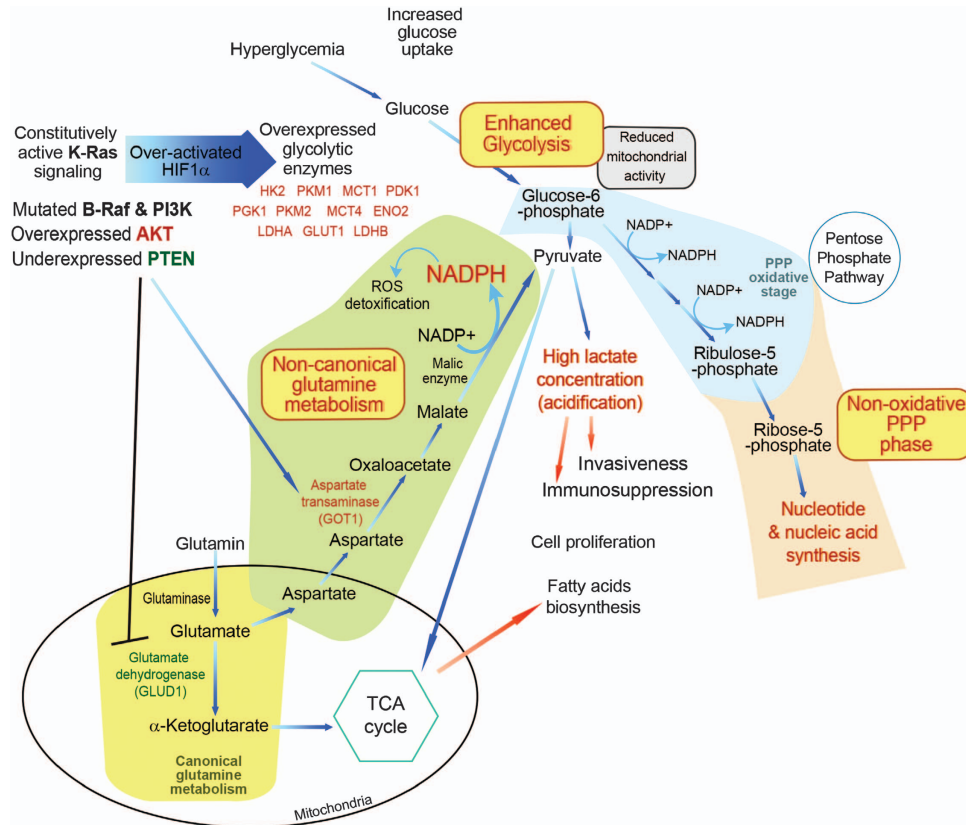 Increased
glucose
uptake
Hyperglycemia
Glucose
Enhanced
Glycolysis
Reduced
mitochondrial
activity
Constitutively
active K-Ras
signaling
Over-activated
HIF1α
Overexpressed
glycolytic
enzymes
HK2 PKM1 MCT1 PDK1
PGK1 PKM2 MCT4 ENO2
LDHA GLUT1 LDHB
Mutated B-Raf & PI3K
Overexpressed AKT
Underexpressed PTEN
Glucose-6
-phosphate
Pyruvate
NADP+
NADPH
NADP+
NADPH
PPP
oxidative
stage
Pentose
Phosphate
Pathway
Ribulose-5
-phosphate
Ribose-5
-phosphate
Non-oxidative
PPP
phase
Nucleotide
& nucleic acid
synthesis
NADPH
ROS
detoxification
NADP+
Malic
enzyme
Non-canonical
glutamine
metabolism
Malate
Oxaloacetate
Aspartate
transaminase
(GOT1)
Aspartate
Aspartate
High lactate
concentration
(acidification)
Invasiveness
Immunosuppression
Cell proliferation
Fatty acids
biosynthesis
Glutamin
Glutaminase
Glutamate
Glutamate
dehydrogenase
(GLUD1)
α-Ketoglutarate
TCA
cycle
Canonical
glutamine
metabolism
Mitochondria